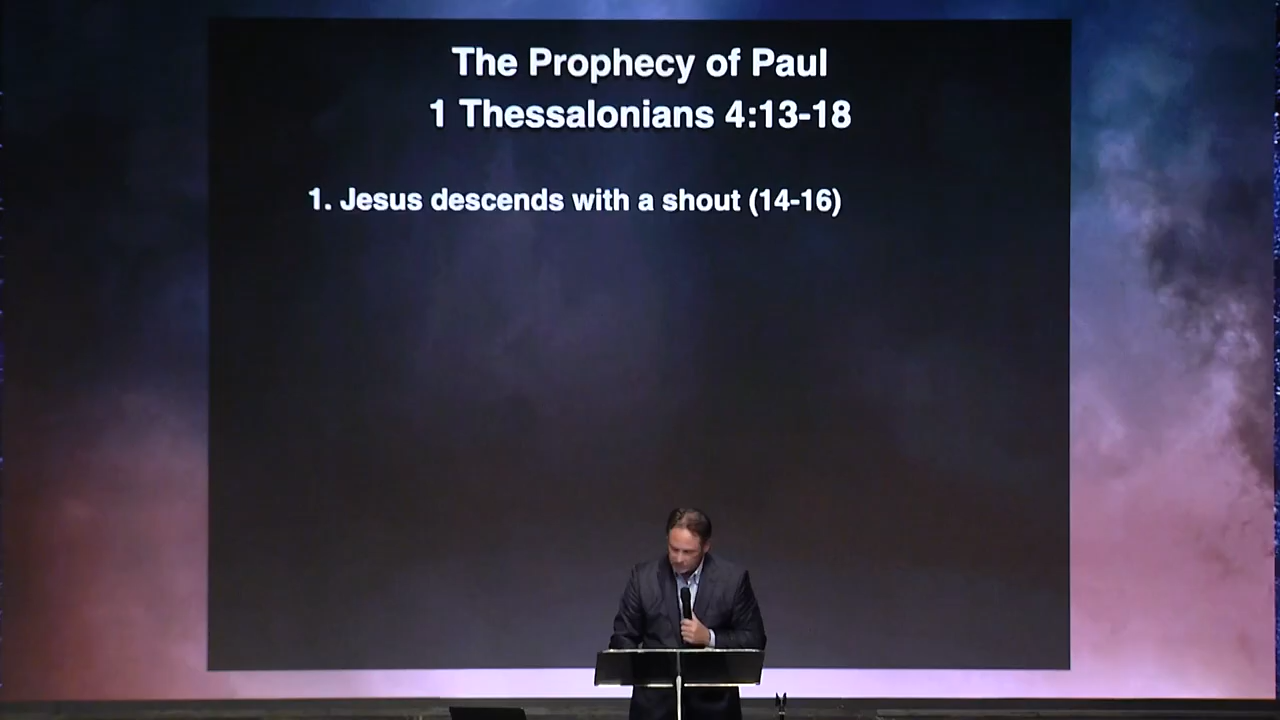 The Prophecy of Paul
1 Thessalonians 4:13-18
1. Jesus descends with a shout (14-16)